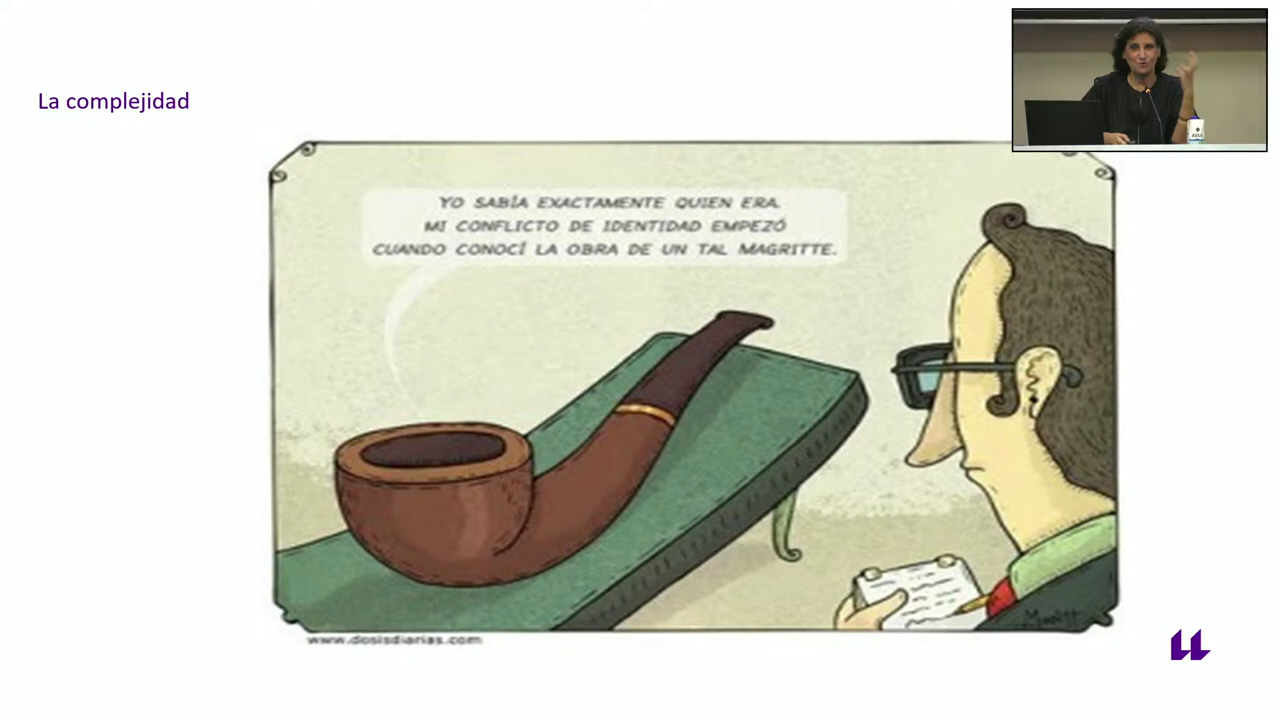 La complejidad
YO SABÍA EXACTAMENTE QUIEN ERA.
MI CONFLICTO DE IDENTIDAD EMPEZÓ
CUANDO CONOCÍ LA OBRA DE UN TAL MAGRITTE.
www.dosisdiarias.com